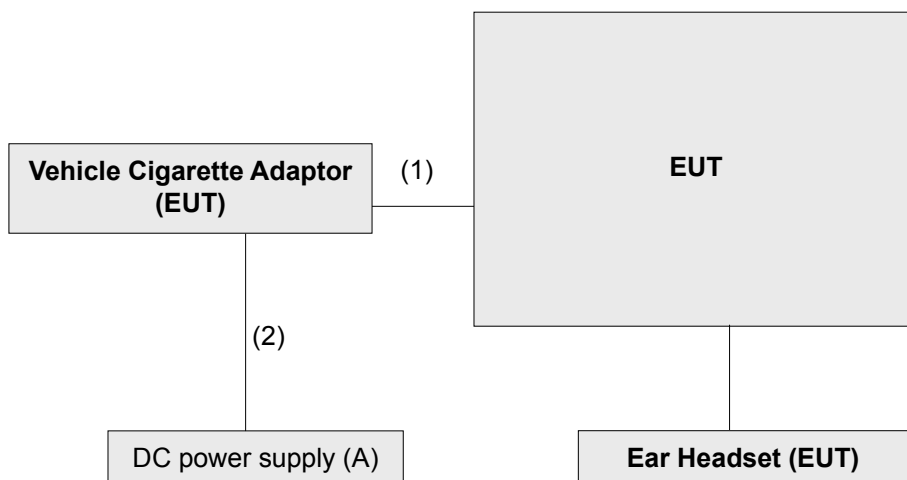 Vehicle Cigarette Adaptor
(EUT)
(1)
EUT
(2)
DC power supply (A)
Ear Headset (EUT)